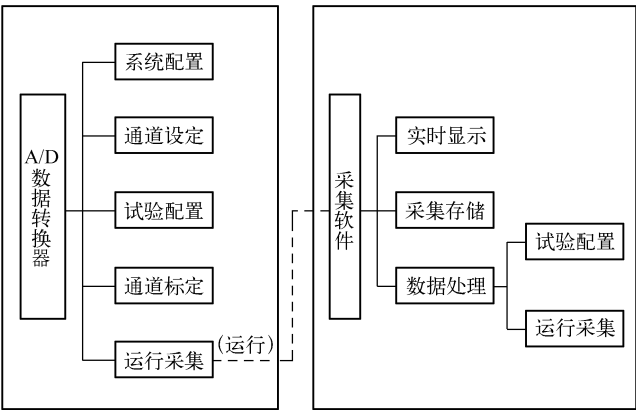 A/D数据转换器
系统配置
通道设定
试验配置
通道标定
运行采集
(运行)
采集软件
实时显示
采集存储
数据处理
试验配置
运行采集